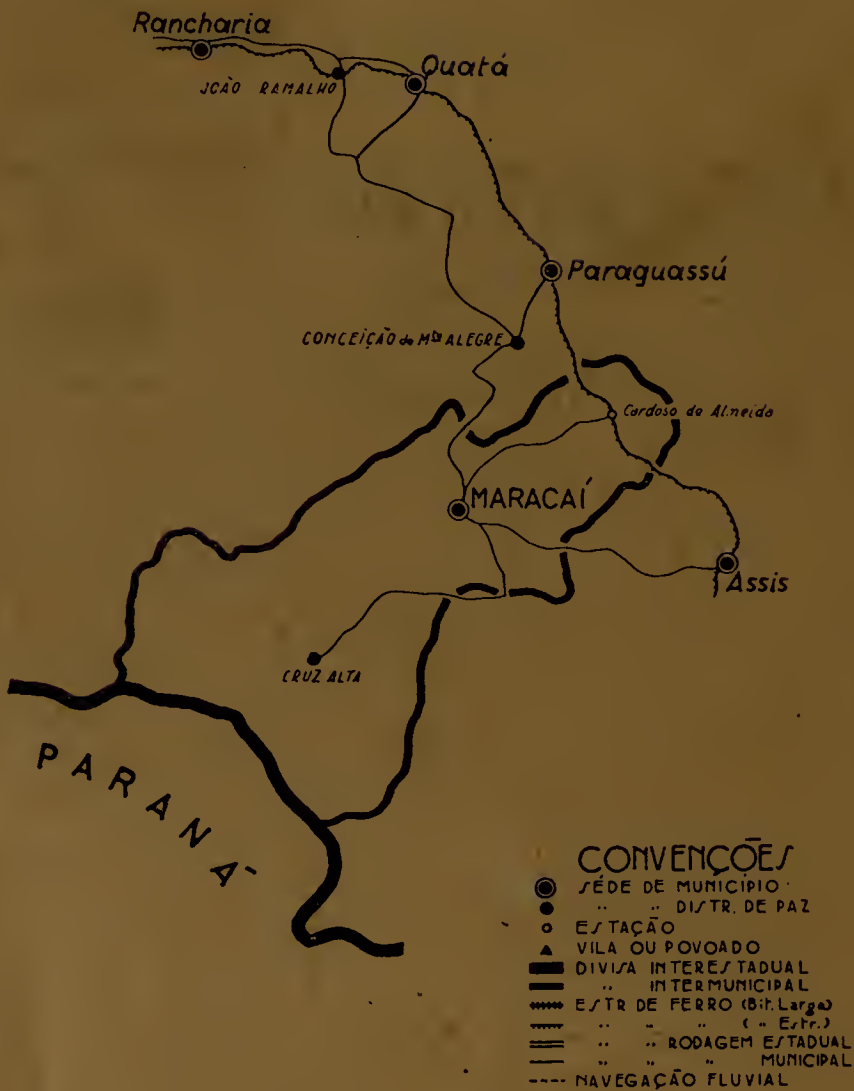 Rancharia
Quatá
JOÃO RAMALHO
Paraguassú
CONCEIÇÃO de Mte ALEGRE
Cardoso de Almeida
MARACAÍ
Assis
CRUZ ALTA
PARANÁ
CONVENÇÕES
SÉDE DE MUNICIPIO
" " DISTR. DE PAZ
ESTAÇÃO
VILA OU POVOADO
DIVISA INTERESTADUAL
" INTERMUNICIPAL
ESTR DE FERRO (Bit. Larga)
" " " ( " Estr.)
" " RODAGEM ESTADUAL
" " " MUNICIPAL
NAVEGAÇÃO FLUVIAL